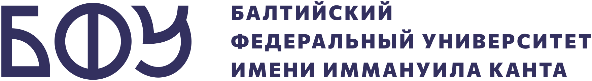 БФУ
БАЛТИЙСКИЙ
ФЕДЕРАЛЬНЫЙ УНИВЕРСИТЕТ
ИМЕНИ ИММАНУИЛА КАНТА